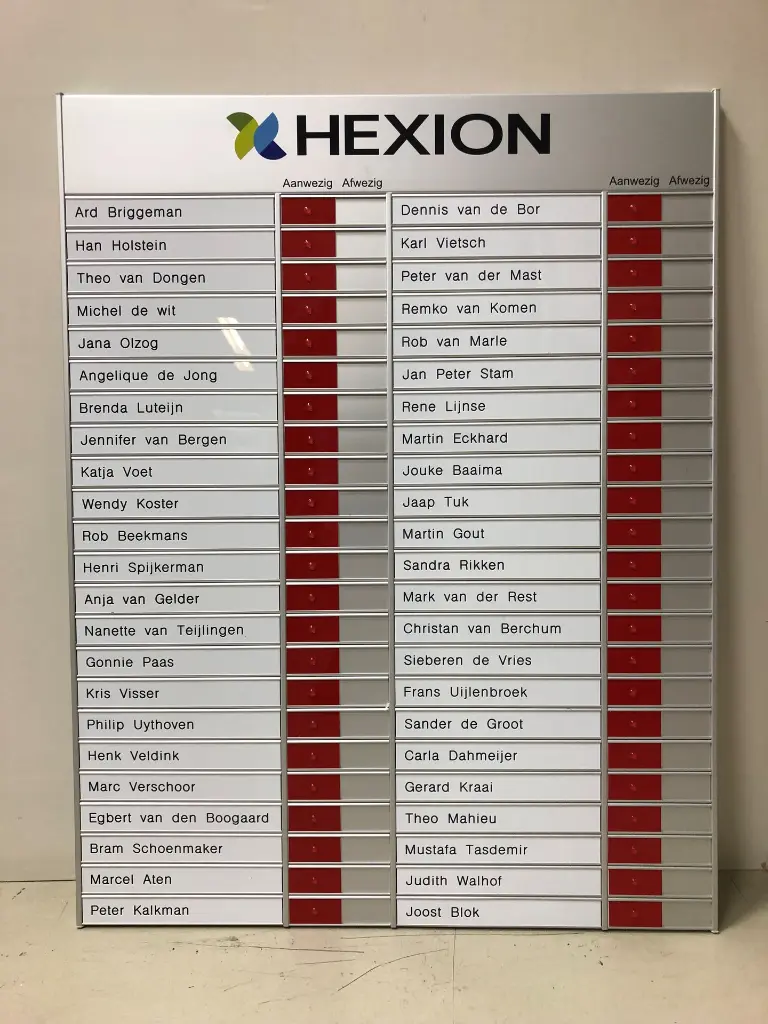 HEXION
Aanwezig Afwezig
Ard Briggeman
Han Holstein
Theo van Dongen
Michel de wit
Jana Olzog
Angelique de Jong
Brenda Luteijn
Jennifer van Bergen
Katja Voet
Wendy Koster
Rob Beekmans
Henri Spijkerman
Anja van Gelder
Nanette van Teijlingen
Gonnie Paas
Kris Visser
Philip Uythoven
Henk Veldink
Marc Verschoor
Egbert van den Boogaard
Bram Schoenmaker
Marcel Aten
Peter Kalkman
Aanwezig Afwezig
Dennis van de Bor
Karl Vietsch
Peter van der Mast
Remko van Komen
Rob van Marle
Jan Peter Stam
Rene Lijnse
Martin Eckhard
Jouke Baaima
Jaap Tuk
Martin Gout
Sandra Rikken
Mark van der Rest
Christan van Berchum
Sieberen de Vries
Frans Uijlenbroek
Sander de Groot
Carla Dahmeijer
Gerard Kraai
Theo Mahieu
Mustafa Tasdemir
Judith Walhof
Joost Blok